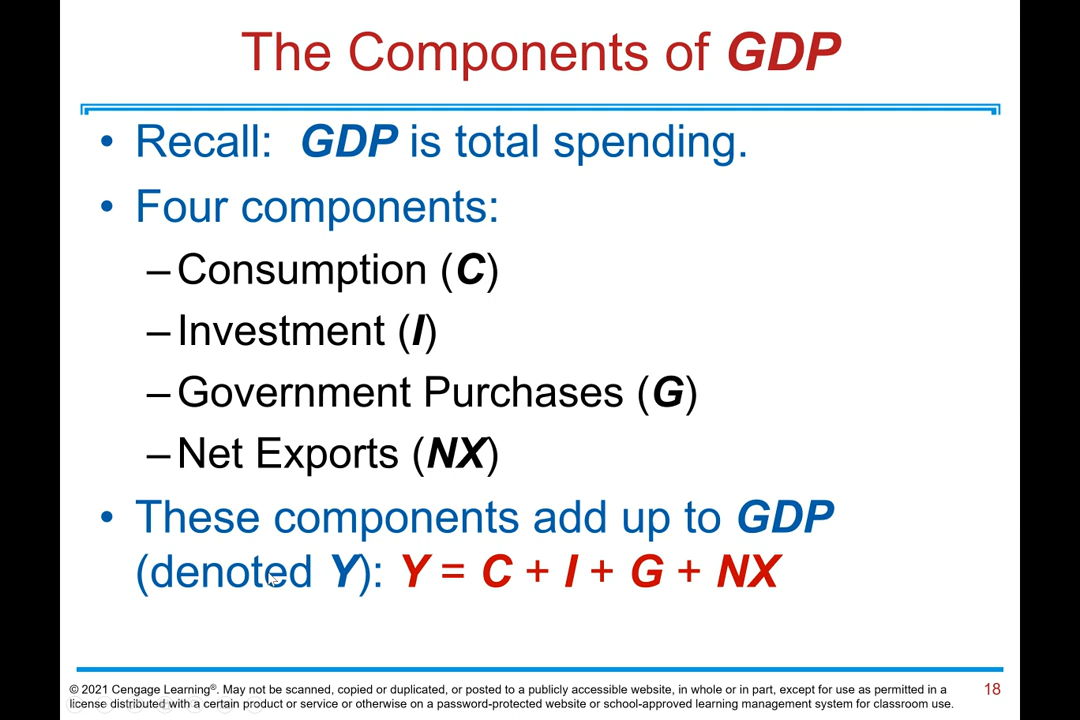 The Components of GDP
• Recall: GDP is total spending.
• Four components:
– Consumption (C)
– Investment (I)
– Government Purchases (G)
– Net Exports (NX)
• These components add up to GDP
(denoted Y): Y = C + I + G + NX
© 2021 Cengage Learning®. May not be scanned, copied or duplicated, or posted to a publicly accessible website, in whole or in part, except for use as permitted in a
license distributed with a certain product or service or otherwise on a password-protected website or school-approved learning management system for classroom use.
18